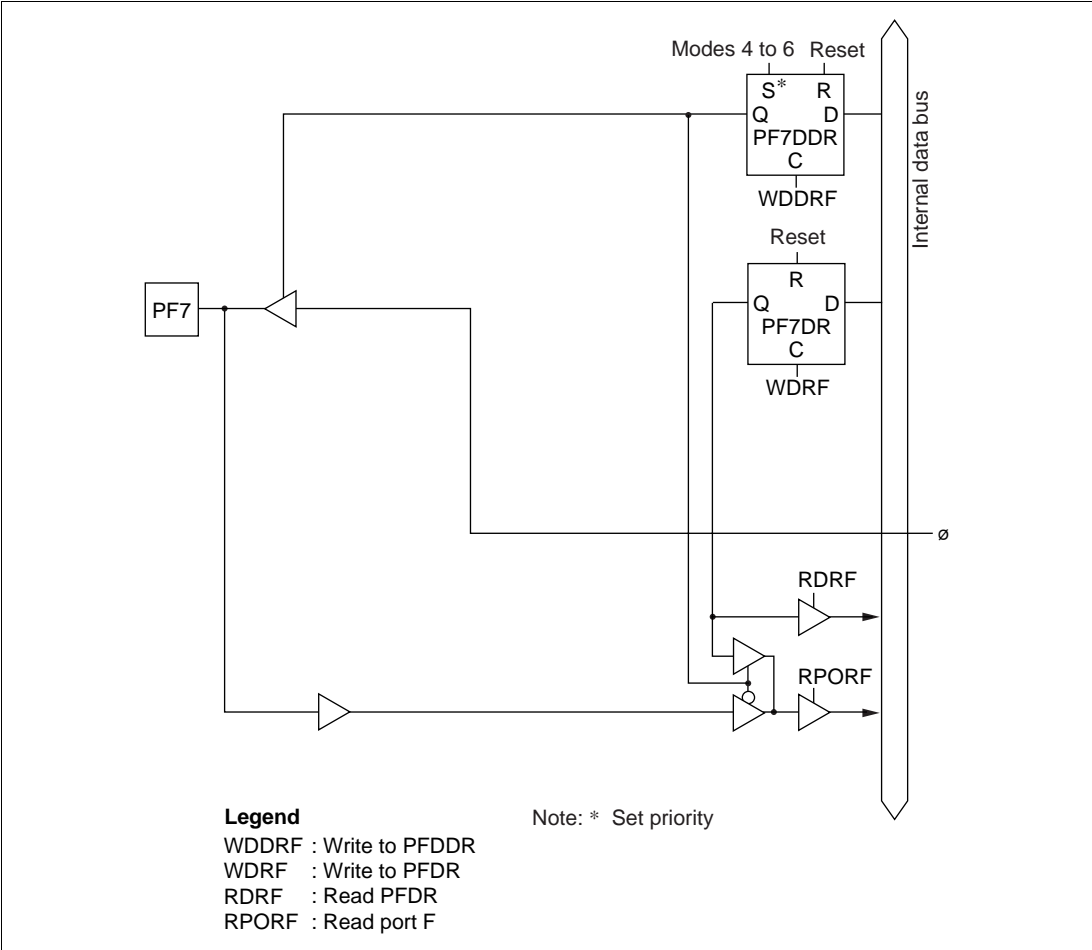 Modes 4 to 6 Reset
S* R
Q D
PF7DDR
C
WDDRF
Internal data bus
Reset
R
Q D
PF7DR
C
WDRF
PF7
ø
RDRF
RPORF
Legend
WDDRF : Write to PFDDR
WDRF : Write to PFDR
RDRF : Read PFDR
RPORF : Read port F
Note: * Set priority